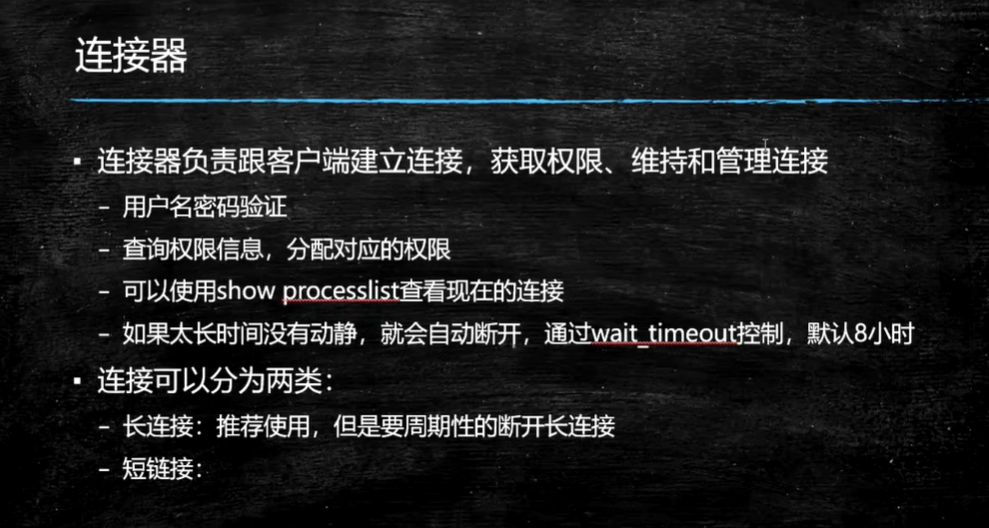 连接器
▪ 连接器负责跟客户端建立连接，获取权限、维持和管理连接
– 用户名密码验证
– 查询权限信息，分配对应的权限
– 可以使用show processlist查看现在的连接
– 如果太长时间没有动静，就会自动断开，通过wait_timeout控制，默认8小时
▪ 连接可以分为两类：
– 长连接：推荐使用，但是要周期性的断开长连接
– 短链接：